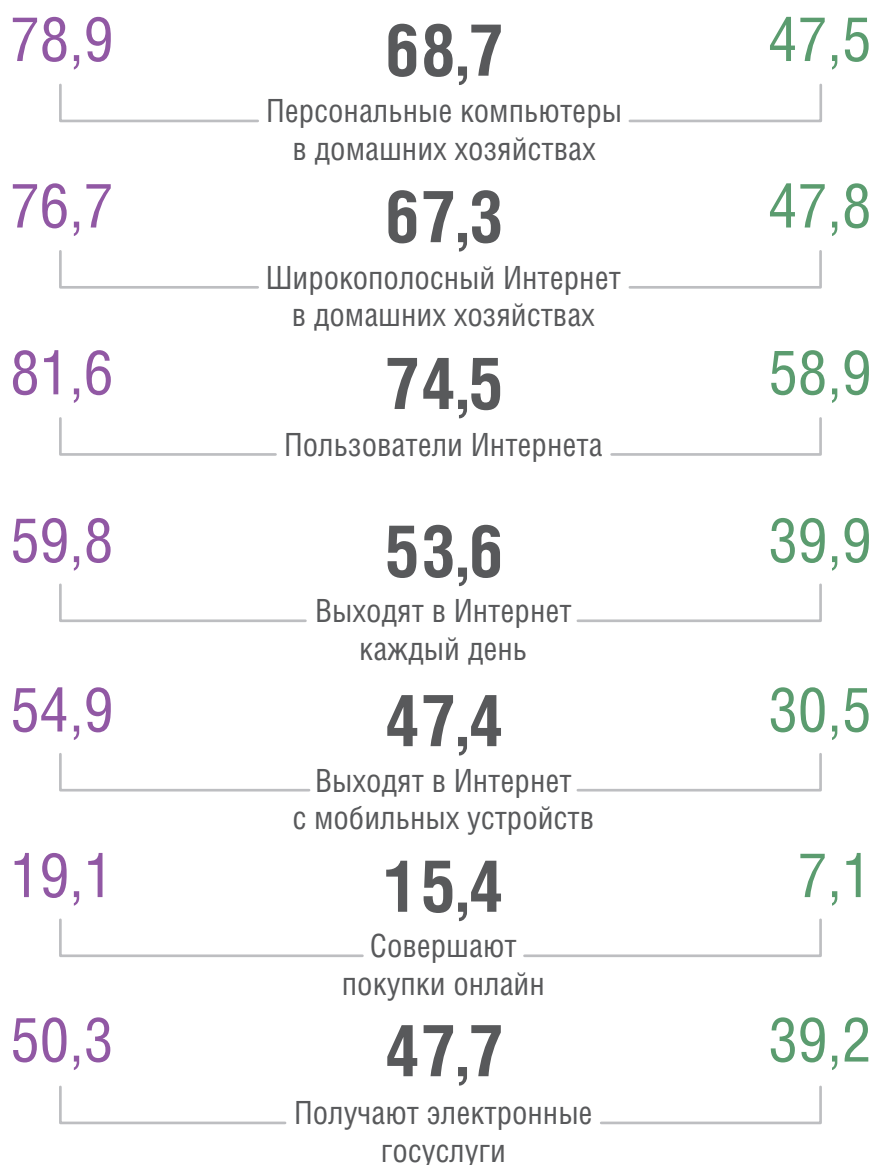 78,9 68,7 47,5
Персональные компьютеры
в домашних хозяйствах
76,7 67,3 47,8
Широкополосный Интернет
в домашних хозяйствах
81,6 74,5 58,9
Пользователи Интернета
59,8 53,6 39,9
Выходят в Интернет
каждый день
54,9 47,4 30,5
Выходят в Интернет
с мобильных устройств
19,1 15,4 7,1
Совершают
покупки онлайн
50,3 47,7 39,2
Получают электронные
госуслуги